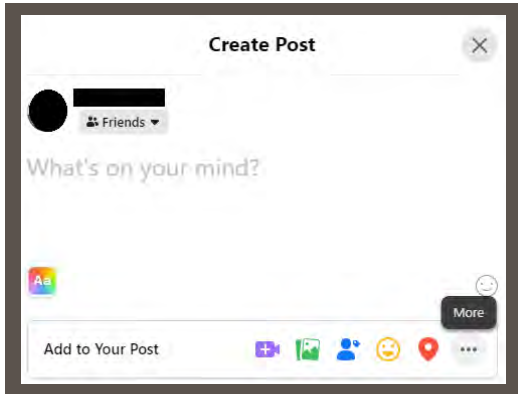 Create Post
Friends
What's on your mind?
Aa
More
Add to Your Post